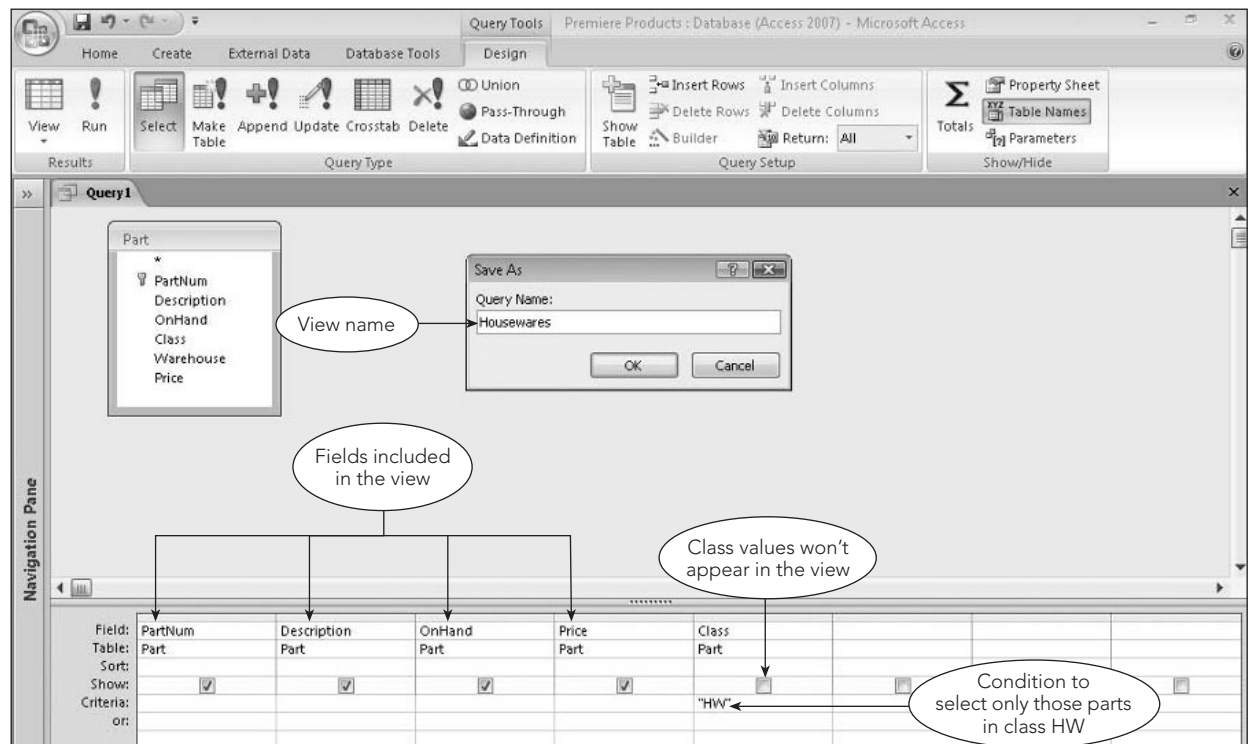 Query Tools
Premiere Products : Database (Access 2007) - Microsoft Access
Home Create External Data Database Tools Design
View
Run
Results
Select
Make Table
Append
Update
Crosstab
Delete
Union
Pass-Through
Data Definition
Query Type
Show Table
Insert Rows
Delete Rows
Builder
Insert Columns
Delete Columns
Return: All
Query Setup
Totals
Property Sheet
Table Names
Parameters
Show/Hide
Query1
Navigation Pane
Part
*
PartNum
Description
OnHand
Class
Warehouse
Price
View name
Save As
Query Name:
Housewares
OK Cancel
Fields included
in the view
Class values won't
appear in the view
Field: PartNum Description OnHand Price Class
Table: Part Part Part Part Part
Sort:
Show:
Criteria: "HW"
or:
Condition to
select only those parts
in class HW